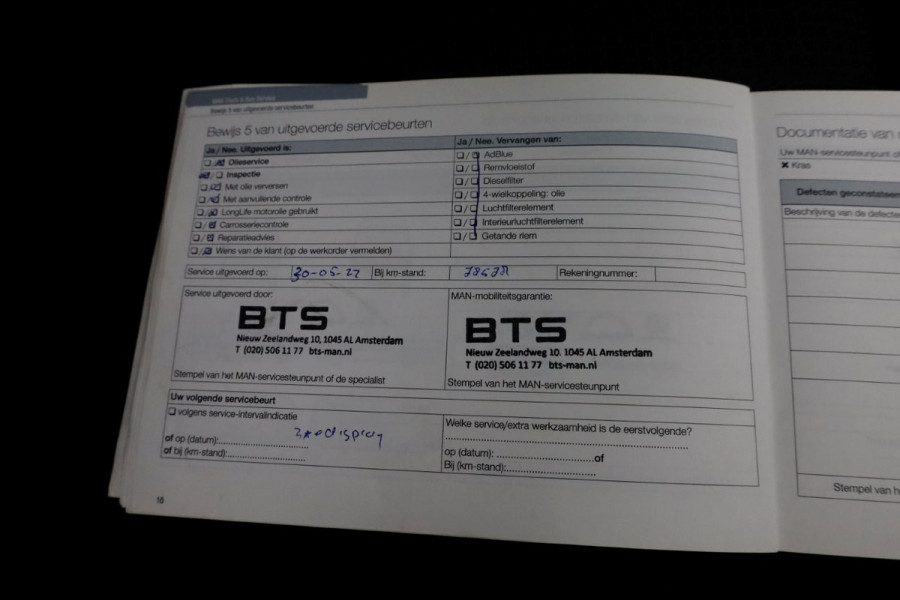 MAN Truck & Bus Service
Bewijs 5 van uitgevoerde servicebeurten
Bewijs 5 van uitgevoerde servicebeurten
Ja / Nee. Uitgevoerd is:
Olieservice
Inspectie
Met olie verversen
Met aanvullende controle
LongLife motorolie gebruikt
Carrosseriecontrole
Reparatieadvies
Wens van de klant (op de werkorder vermelden)
Ja / Nee. Vervangen van:
AdBlue
Remvloeistof
Dieselfilter
4-wielkoppeling: olie
Luchtfilterelement
Interieurluchtfilterelement
Getande riem
Service uitgevoerd op: 30-05-22 Bij km-stand: Rekeningnummer:
Service uitgevoerd door:
BTS
Nieuw Zeelandweg 10, 1045 AL Amsterdam
T (020) 506 11 77 bts-man.nl
Stempel van het MAN-servicesteunpunt of de specialist
MAN-mobiliteitsgarantie:
BTS
Nieuw Zeelandweg 10. 1045 AL Amsterdam
T (020) 506 11 77 bts-man.nl
Stempel van het MAN-servicesteunpunt
Uw volgende servicebeurt
volgens service-intervalindicatie
of op (datum):
of bij (km-stand):
Welke service/extra werkzaamheid is de eerstvolgende?
op (datum): of
Bij (km-stand):
10
Documentatie van
Uw MAN-servicesteunpunt
Defecten geconstateer
Beschrijving van de defecte
Stempel van h